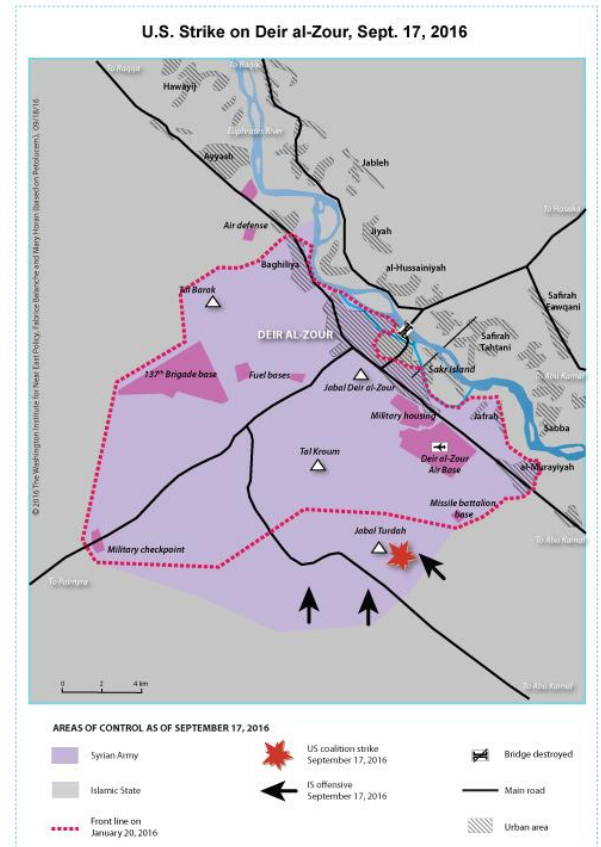 U.S. Strike on Deir al-Zour, Sept. 17, 2016
To Raqqa
To Raqqa
Hawayij
Euphrates River
Ayyash
Jableh
To Hasaka
Air defense
Jiyah
Baghiliya
al-Hussainiyah
Safirah
Fawqani
Tall Barak
DEIR AL-ZOUR
Safirah
Tahtani
Sakr Island
To Abu Kamal
137th Brigade base
Fuel bases
Jabal Deir al-Zour
Military housing
Jafrah
Sabba
Tal Kroum
Deir al-Zour
Air Base
al-Murayiyah
Missile battalion
base
Jabal Turdah
To Abu Kamal
Military checkpoint
To Palmyra
To Abu Kamal
0 2 4 km
© 2016 The Washington Institute for Near East Policy, Fabrice Balanche and Mary Horan (based on Petolucem), 09/18/16
AREAS OF CONTROL AS OF SEPTEMBER 17, 2016
Syrian Army
US coalition strike
September 17, 2016
Bridge destroyed
Islamic State
IS offensive
September 17, 2016
Main road
Front line on
January 20, 2016
Urban area